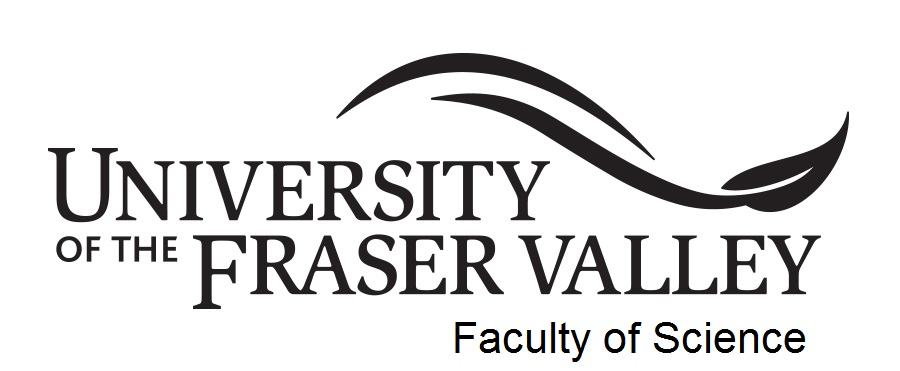 UNIVERSITY
OF THE FRASER VALLEY
Faculty of Science